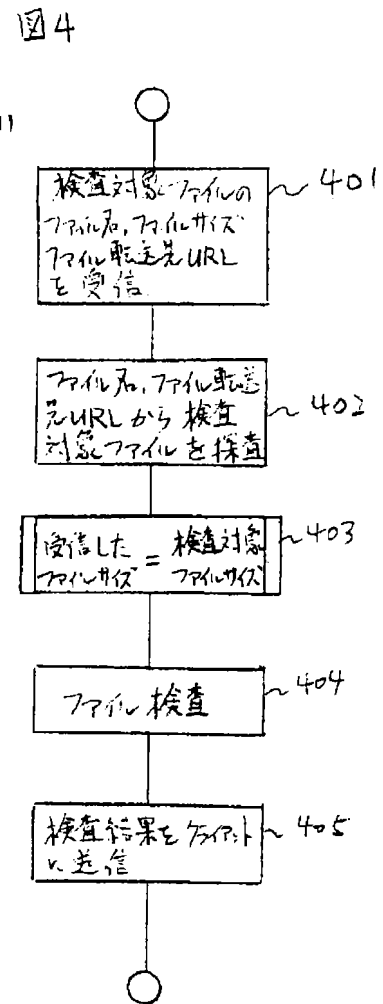 図4
検査対象ファイルの
ファイル名,ファイルサイズ
ファイル転送先URL
を受信
401
ファイル名,ファイル転送
先URLから検査
対象ファイルを探査
402
受信した = 検査対象
ファイルサイズ ファイルサイズ
403
ファイル検査
404
検査結果をクライアント
に送信
405